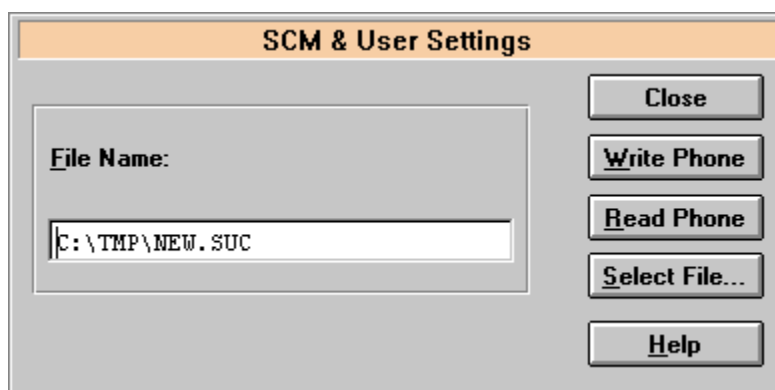 SCM & User Settings
Close
File Name:
Write Phone
Read Phone
C:\TMP\NEW.SUC
Select File...
Help